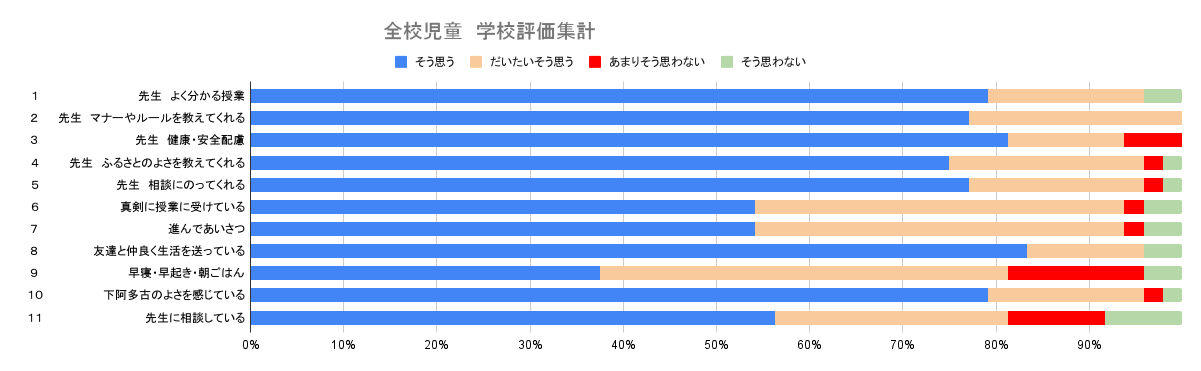 全校児童　学校評価集計
そう思う　だいたいそう思う　あまりそう思わない　そう思わない
1　先生　よく分かる授業
2　先生　マナーやルールを教えてくれる
3　先生　健康・安全配慮
4　先生　ふるさとのよさを教えてくれる
5　先生　相談にのってくれる
6　真剣に授業に受けている
7　進んであいさつ
8　友達と仲良く生活を送っている
9　早寝・早起き・朝ごはん
10　下阿多古のよさを感じている
11　先生に相談している
0%　10%　20%　30%　40%　50%　60%　70%　80%　90%